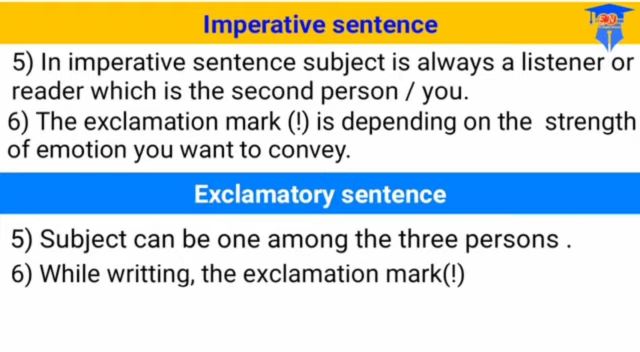 Imperative sentence
5) In imperative sentence subject is always a listener or
reader which is the second person / you.
6) The exclamation mark (!) is depending on the strength
of emotion you want to convey.
Exclamatory sentence
5) Subject can be one among the three persons .
6) While writting, the exclamation mark(!)